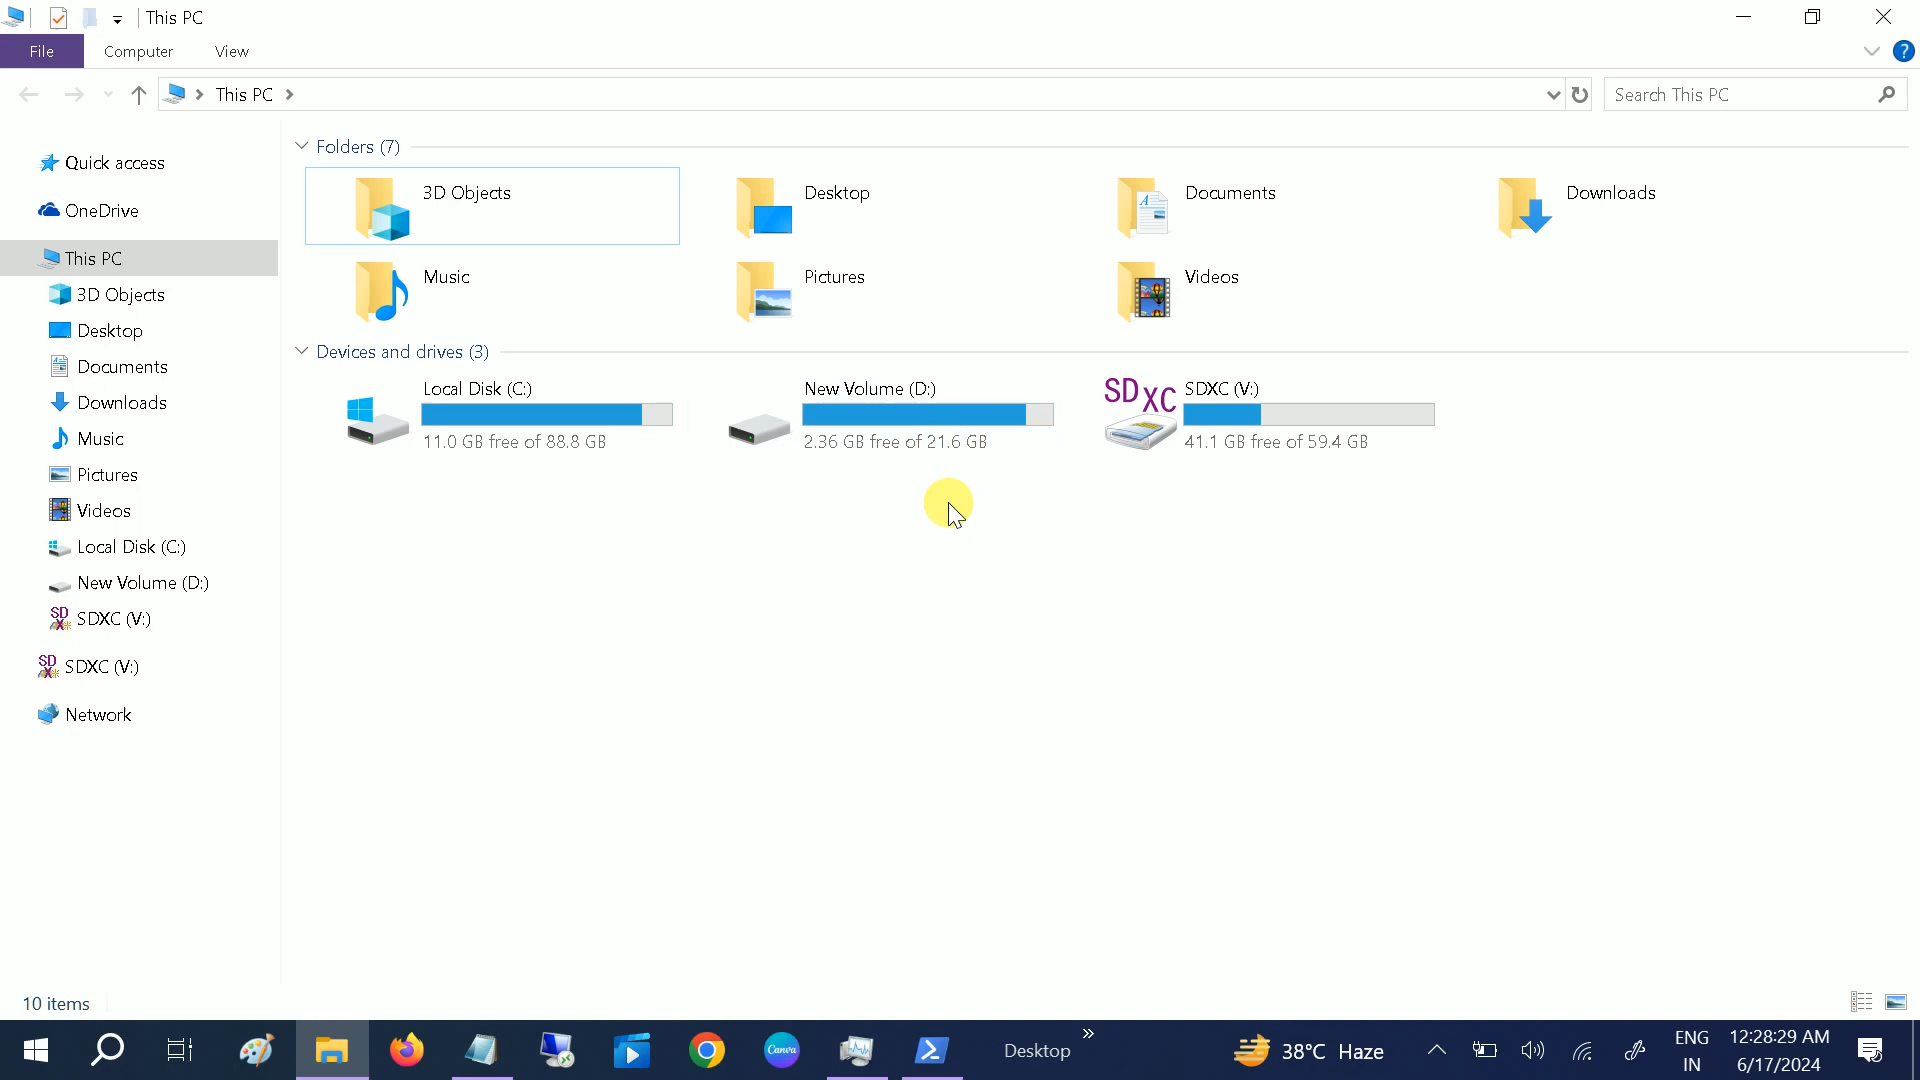 This PC
File
Computer
View
This PC
Search This PC
Quick access
OneDrive
This PC
3D Objects
Desktop
Documents
Downloads
Music
Pictures
Videos
Local Disk (C:)
New Volume (D:)
SDXC (V:)
SDXC (V:)
Network
Folders (7)
3D Objects
Desktop
Documents
Downloads
Music
Pictures
Videos
Devices and drives (3)
Local Disk (C:)
11.0 GB free of 88.8 GB
New Volume (D:)
2.36 GB free of 21.6 GB
SD XC
SDXC (V:)
41.1 GB free of 59.4 GB
10 items
Canva
Desktop
38°C Haze
ENG
IN
12:28:29 AM
6/17/2024